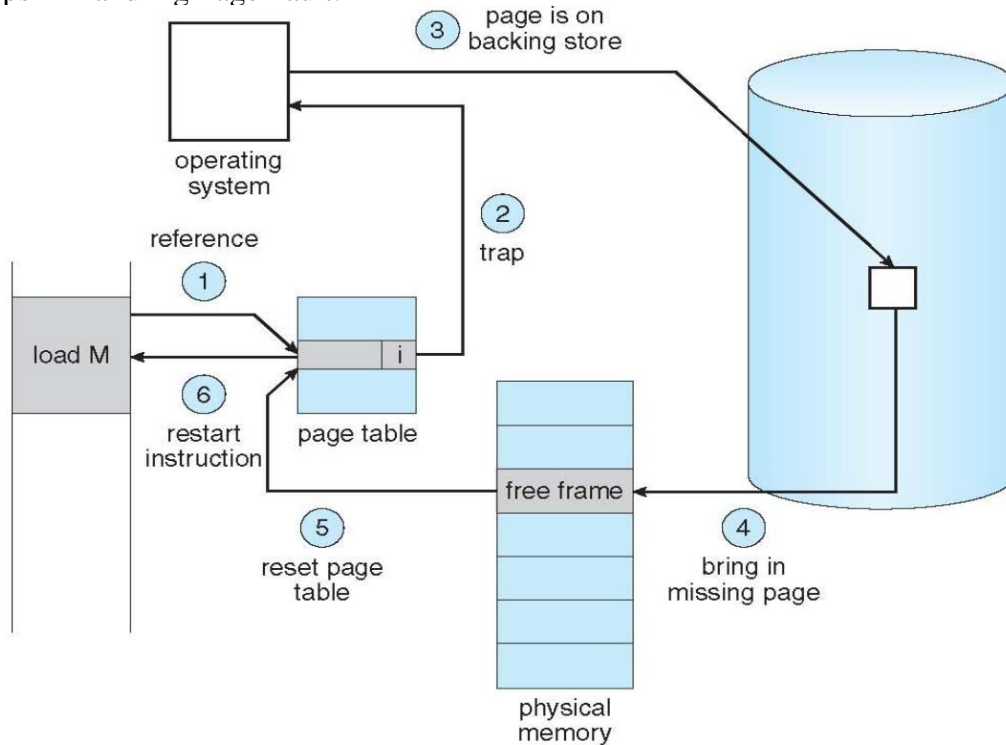 3
page is on
backing store
operating
system
2
trap
reference
1
load M
i
6
restart
instruction
page table
free frame
5
reset page
table
4
bring in
missing page
physical
memory